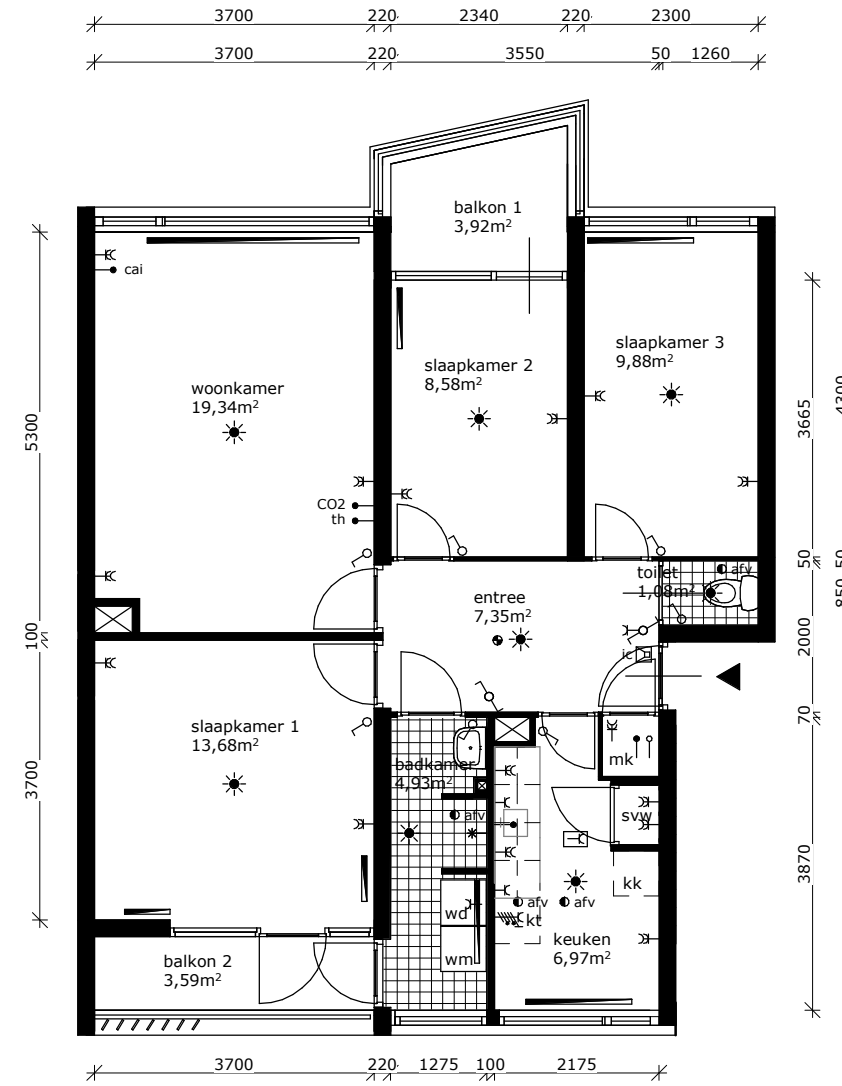 3700 220 2340 220 2300
3700 220 3550 50 1260
balkon 1
3,92m²
cai
slaapkamer 3
9,88m²
slaapkamer 2
8,58m²
woonkamer
19,34m²
5300
3665
4300
CO2
th
50
50
toilet
afv
1,08m²
850
entree
7,35m²
100
2000
ic
70
slaapkamer 1
13,68m²
badkamer
4,93m²
mk
3700
afv
svw
3870
kk
afv
afv
wd
kt
keuken
6,97m²
wm
balkon 2
3,59m²
3700 220 1275 100 2175